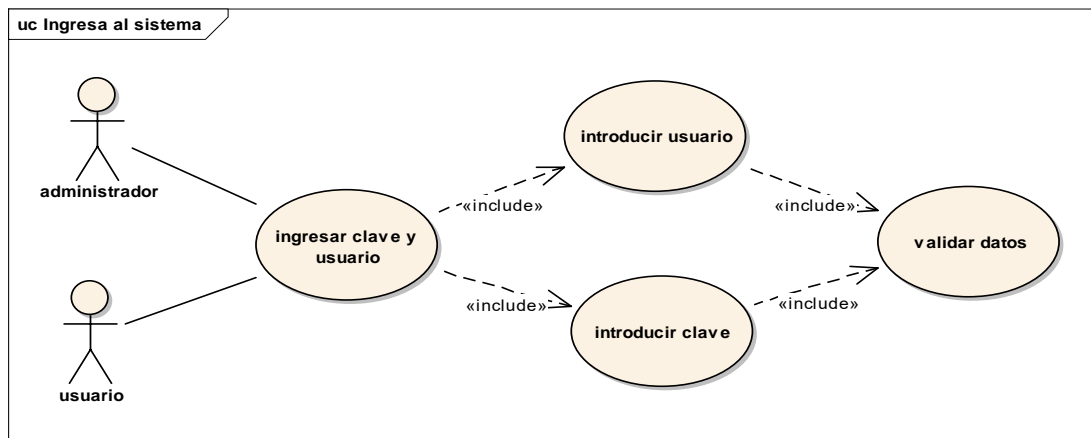 uc Ingresa al sistema
administrador
usuario
ingresar clave y
usuario
«include»
«include»
introducir usuario
introducir clave
«include»
«include»
validar datos